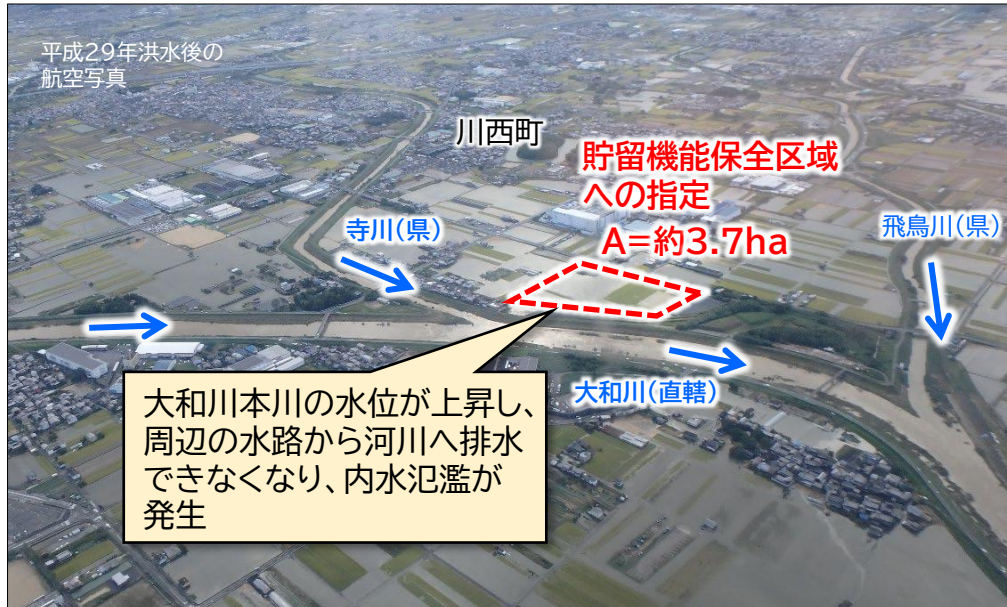 平成29年洪水後の
航空写真
川西町
貯留機能保全区域
への指定
A=約3.7ha
寺川(県)
飛鳥川(県)
大和川(直轄)
大和川本川の水位が上昇し、
周辺の水路から河川へ排水
できなくなり、内水氾濫が
発生